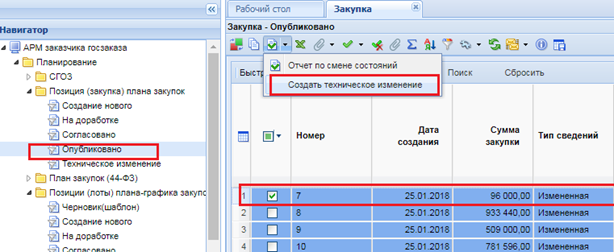 Навигатор
АРМ заказчика госзаказа
Планирование
СГОЗ
Позиция (закупка) плана закупок
Создание нового
На доработке
Согласовано
Опубликовано
Техническое изменение
План закупок (44-ФЗ)
Позиции (лоты) плана-графика закупок
Черновик(шаблон)
Создание нового
На доработке
Согласовано
Рабочий стол
Закупка
Закупка - Опубликовано
Быстр
Поиск Сбросить
Отчет по смене состояний
Создать техническое изменение
Номер Дата создания Сумма закупки Тип сведений
1 7 25.01.2018 96 000,00 Измененная
2 8 25.01.2018 933 440,00 Измененная
3 9 25.01.2018 509 000,00 Измененная
4 10 25.01.2018 781 596,00 Измененная